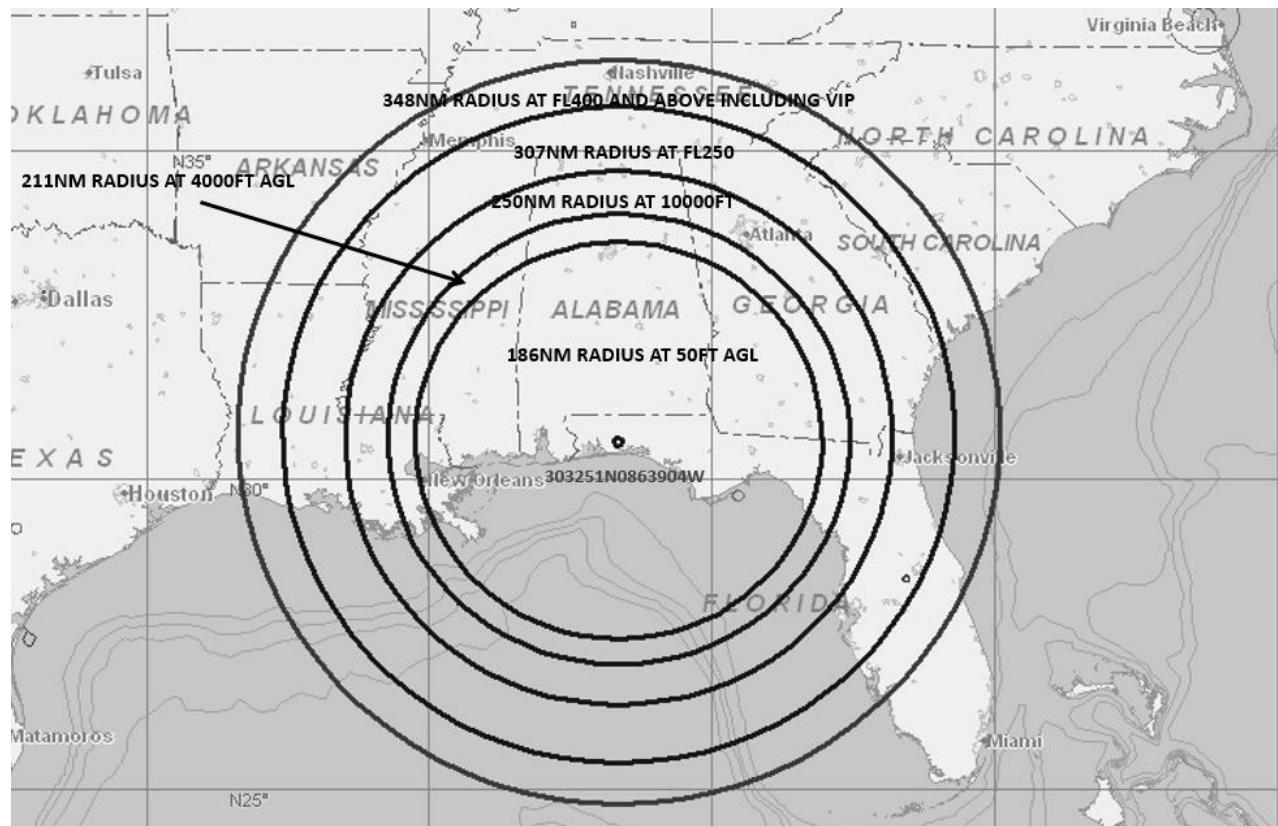 Virginia Beach
Tulsa
Nashville
TENNESSEE
348NM RADIUS AT FL400 AND ABOVE INCLUDING VIP
OKLAHOMA
NORTH CAROLINA
Memphis
307NM RADIUS AT FL250
N35°
ARKANSAS
211NM RADIUS AT 4000FT AGL
250NM RADIUS AT 10000FT
Atlanta
SOUTH CAROLINA
Dallas
MISSISSIPPI
ALABAMA
GEORGIA
186NM RADIUS AT 50FT AGL
LOUISIANA
EXAS
Jacksonville
303251N0863904W
New Orleans
Houston
N30°
FLORIDA
Matamoros
Miami
N25°